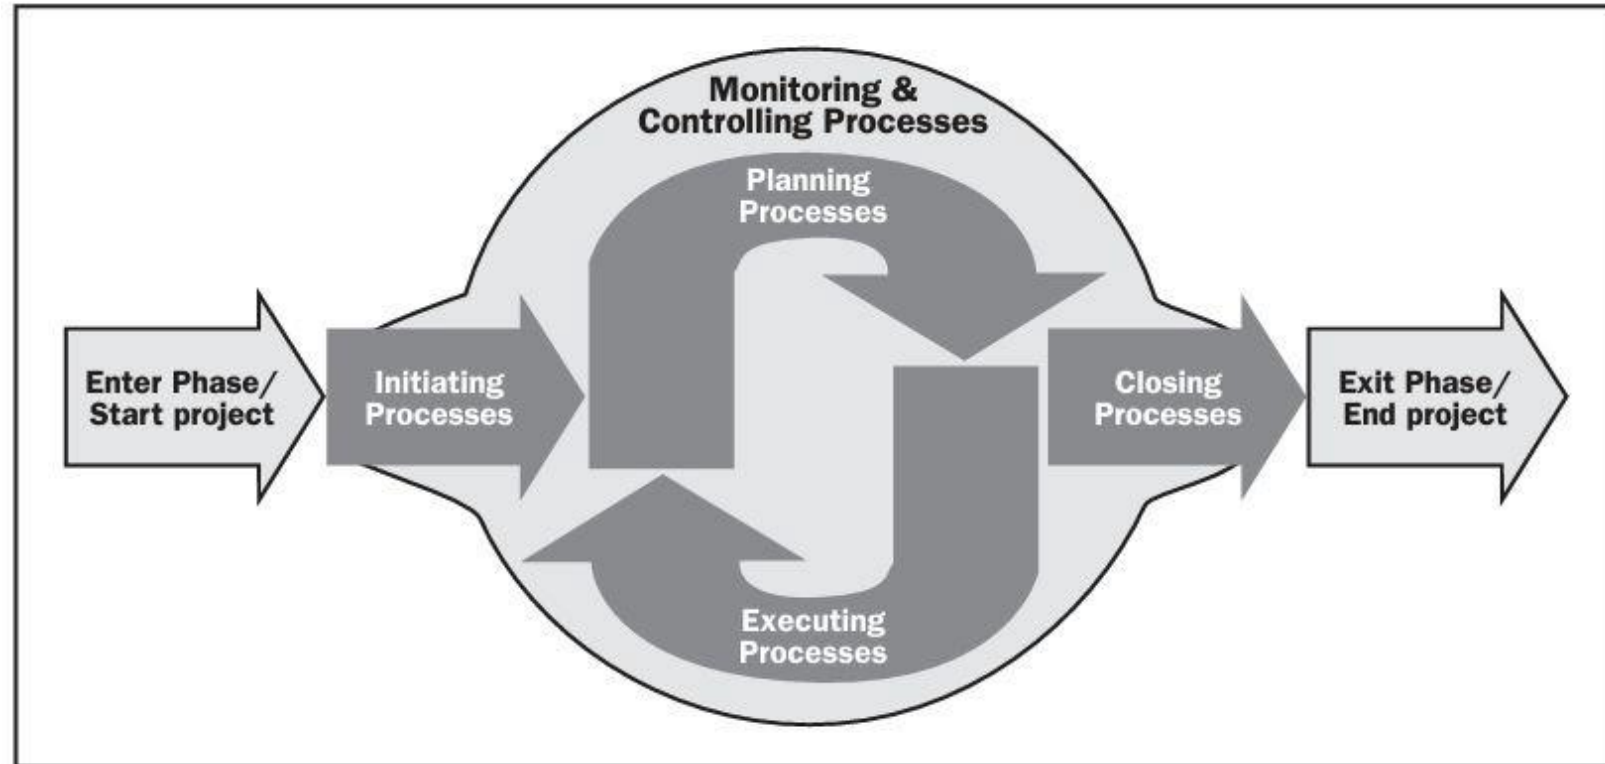 Monitoring &
Controlling Processes
Planning
Processes
Enter Phase/
Start project
Initiating
Processes
Closing
Processes
Exit Phase/
End project
Executing
Processes